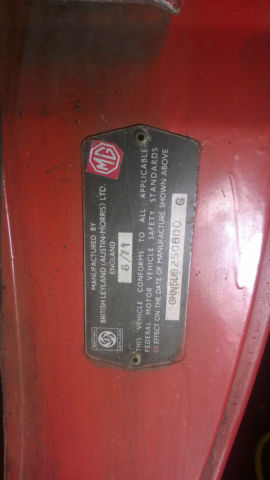 MG
MANUFACTURED BY
BRITISH LEYLAND (AUSTIN-MORRIS) LTD.
ENGLAND
6/71
THIS VEHICLE CONFORMS TO ALL APPLICABLE
FEDERAL MOTOR VEHICLE SAFETY STANDARDS
IN EFFECT ON THE DATE OF MANUFACTURE SHOWN ABOVE
GHN5UB250800 G